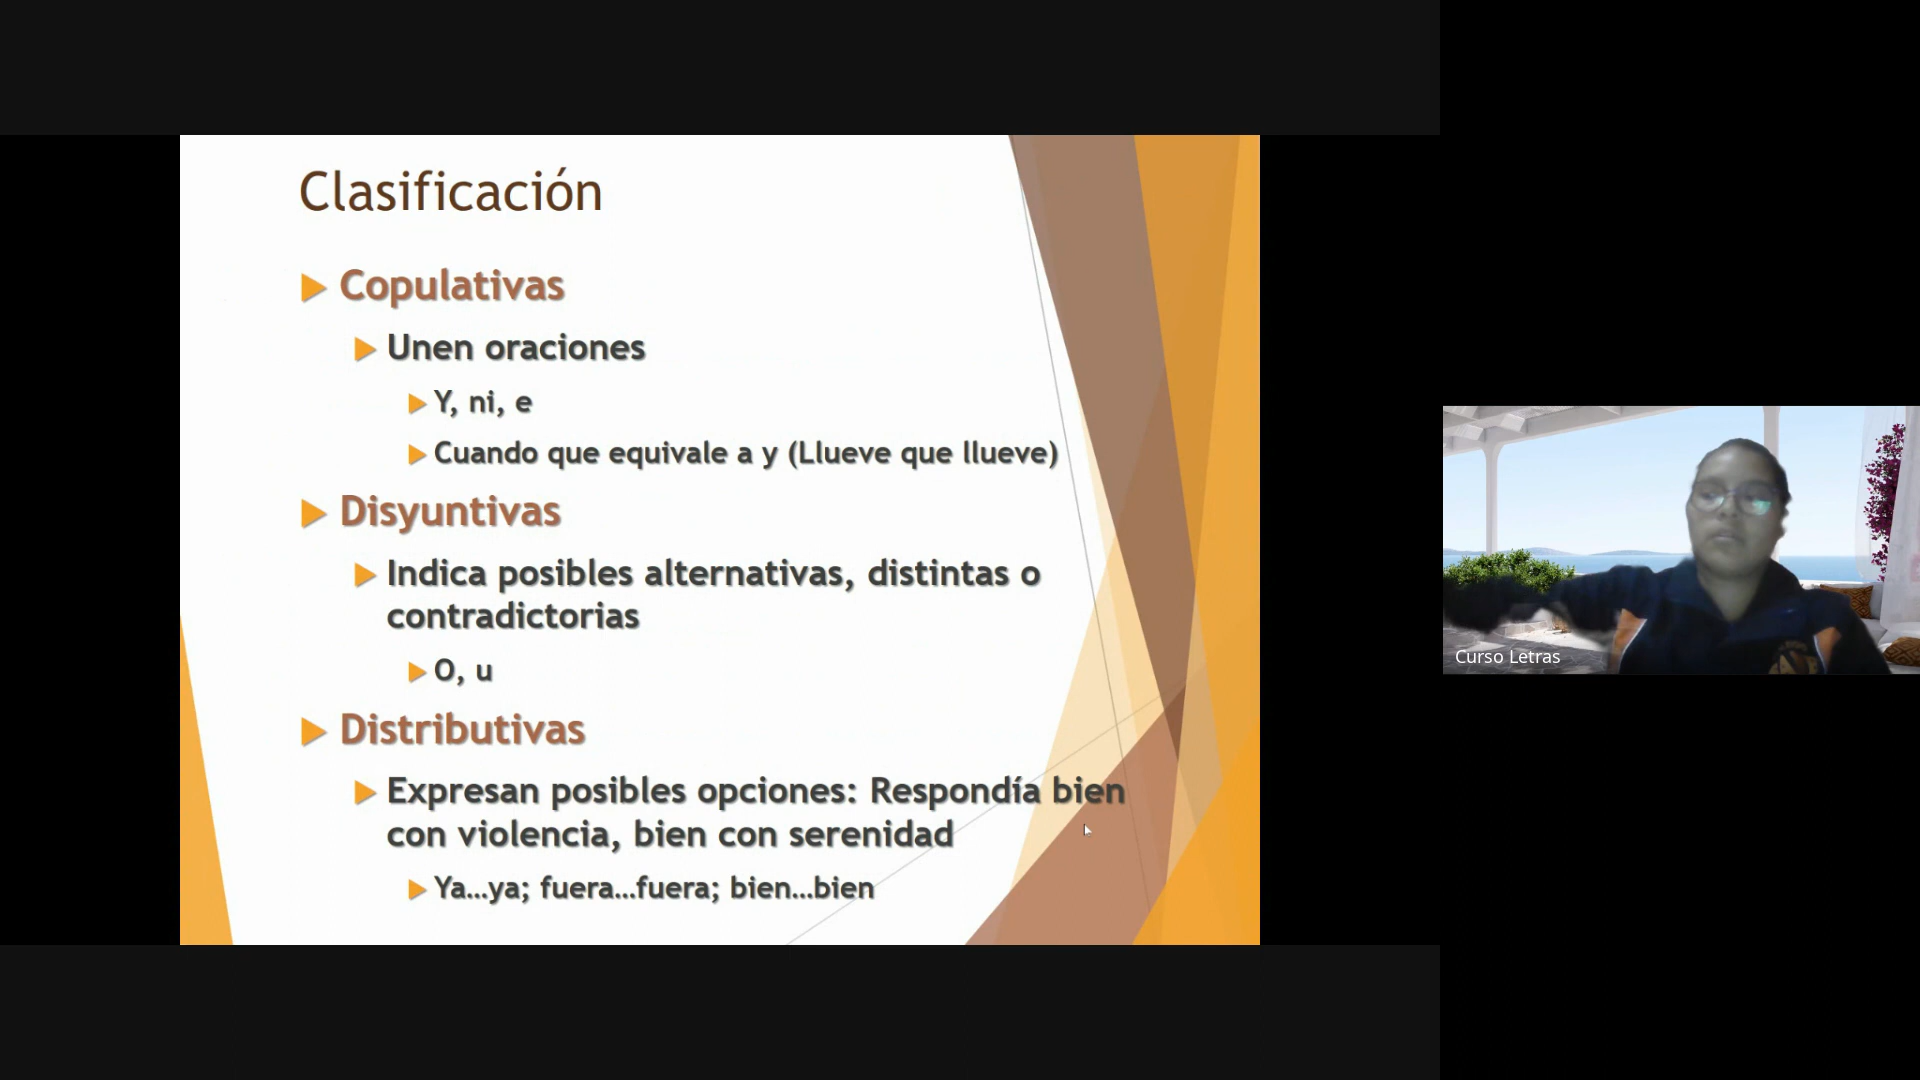 Clasificación
Copulativas
Unen oraciones
Y, ni, e
Cuando que equivale a y (Llueve que llueve)
Disyuntivas
Indica posibles alternativas, distintas o
contradictorias
O, u
Distributivas
Expresan posibles opciones: Respondía bien
con violencia, bien con serenidad
Ya...ya; fuera...fuera; bien...bien
Curso Letras